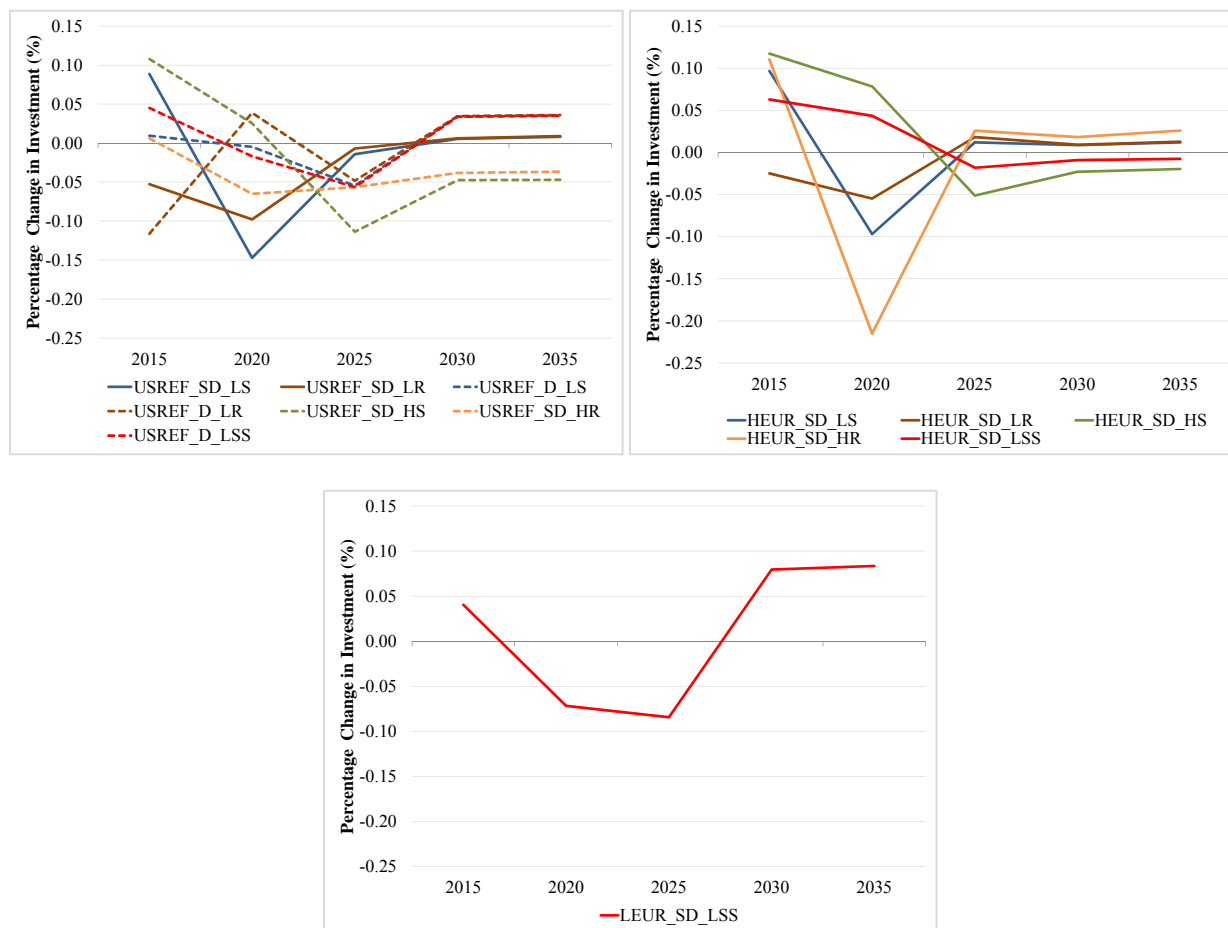 Percentage Change in Investment (%)
0.15
0.10
0.05
0.00
-0.05
-0.10
-0.15
-0.20
-0.25
2015 2020 2025 2030 2035
USREF_SD_LS USREF_SD_LR USREF_D_LS
USREF_D_LR USREF_SD_HS USREF_SD_HR
USREF_D_LSS
Percentage Change in Investment (%)
0.15
0.10
0.05
0.00
-0.05
-0.10
-0.15
-0.20
-0.25
2015 2020 2025 2030 2035
HEUR_SD_LS HEUR_SD_LR HEUR_SD_HS
HEUR_SD_HR HEUR_SD_LSS
Percentage Change in Investment (%)
0.15
0.10
0.05
0.00
-0.05
-0.10
-0.15
-0.20
-0.25
2015 2020 2025 2030 2035
LEUR_SD_LSS